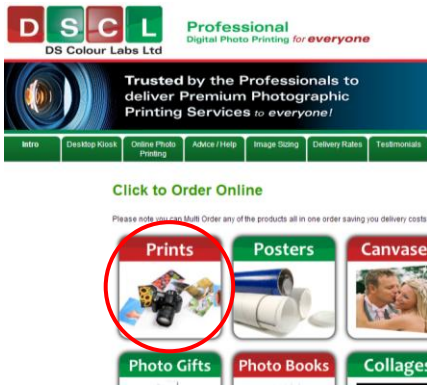 D S C L
DS Colour Labs Ltd
Professional
Digital Photo Printing for everyone
Trusted by the Professionals to
deliver Premium Photographic
Printing Services to everyone!
Intro
Desktop Kiosk
Online Photo
Printing
Advice / Help
Image Sizing
Delivery Rates
Testimonials
Click to Order Online
Please note you can Multi Order any of the products all in one order saving you delivery costs
Prints
Posters
Canvase
Photo Gifts
Photo Books
Collages